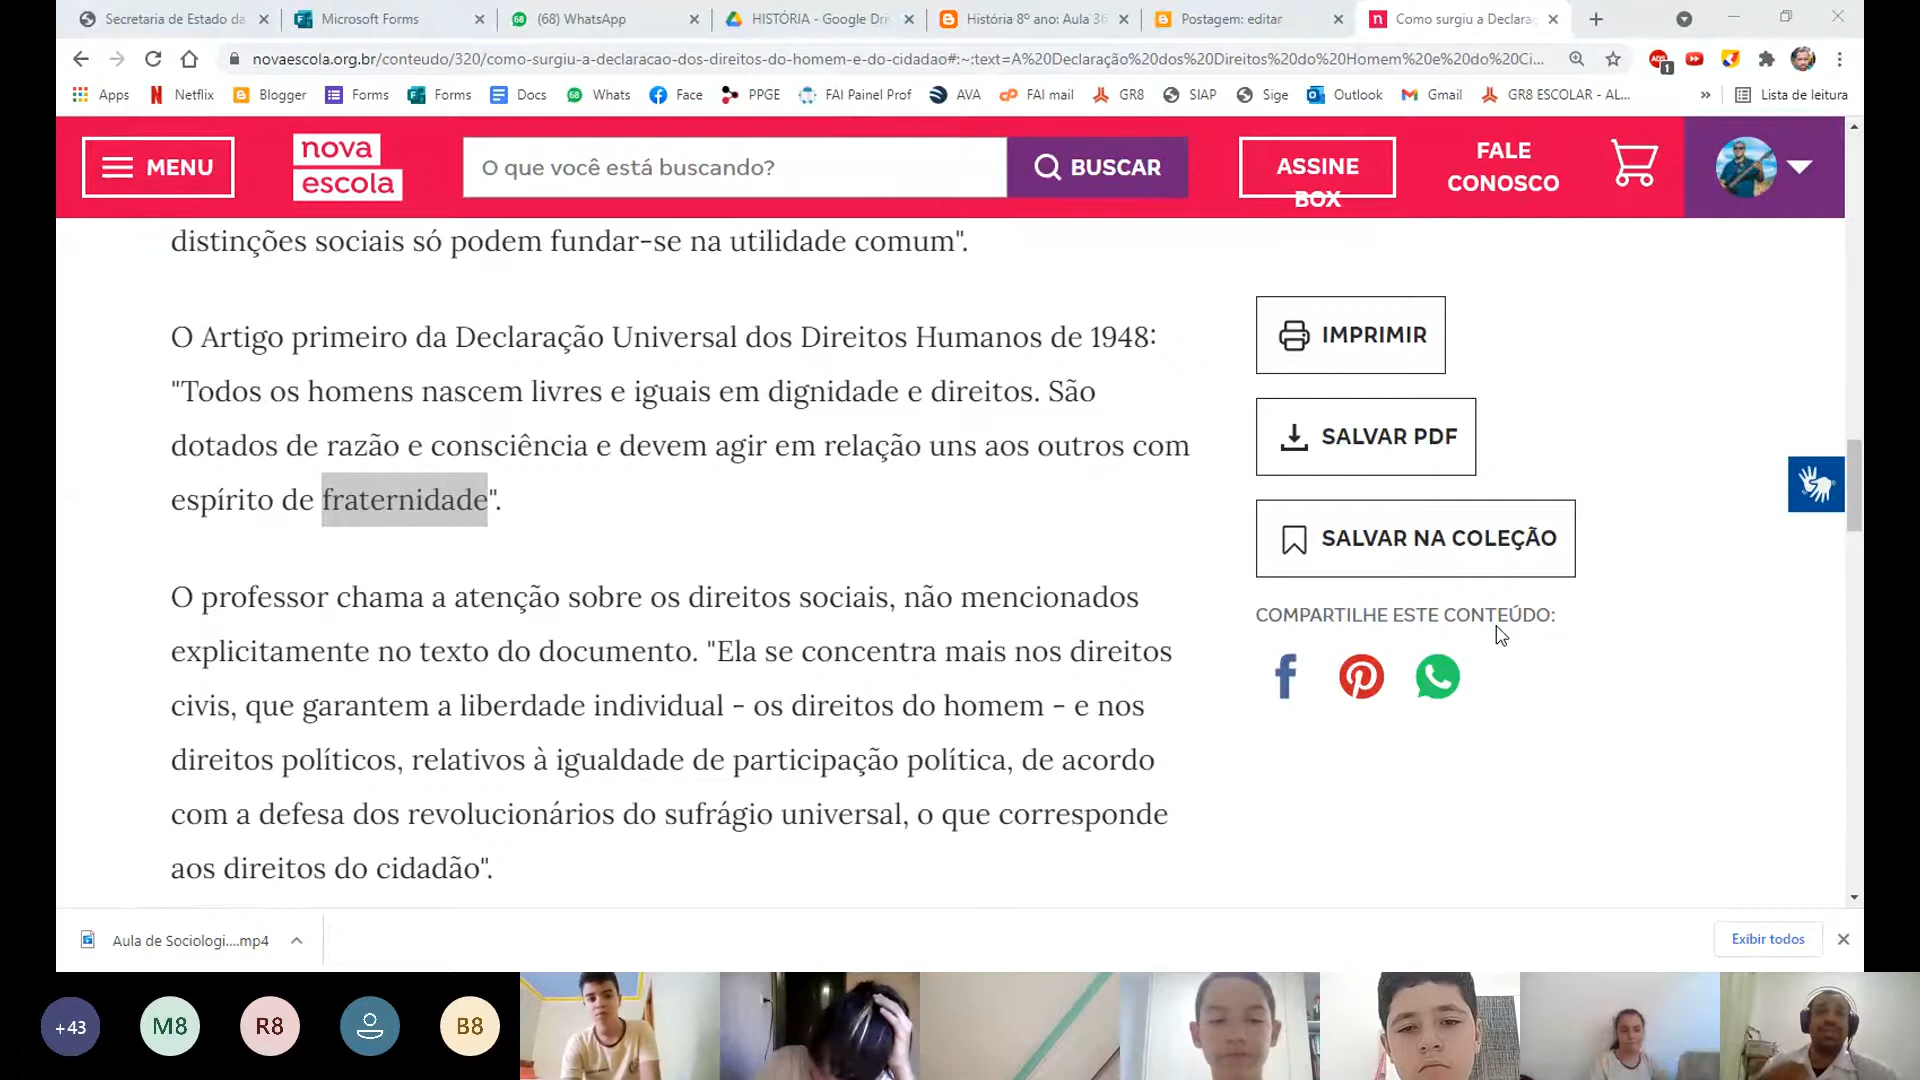 Secretaria de Estado da
Microsoft Forms
(68) WhatsApp
HISTÓRIA - Google Dri
História 8º ano: Aula 36
Postagem: editar
Como surgiu a Declara
novaescola.org.br/conteudo/320/como-surgiu-a-declaracao-dos-direitos-do-homem-e-do-cidadao#:~:text=A%20Declaração%20dos%20Direitos%20do%20Homem%20e%20do%20Ci...
Apps
Netflix
Blogger
Forms
Forms
Docs
Whats
Face
PPGE
FAI Painel Prof
AVA
FAI mail
GR8
SIAP
Sige
Outlook
Gmail
GR8 ESCOLAR - AL...
»
Lista de leitura
MENU
nova
escola
O que você está buscando?
BUSCAR
ASSINE
BOX
FALE
CONOSCO
distinções sociais só podem fundar-se na utilidade comum".
O Artigo primeiro da Declaração Universal dos Direitos Humanos de 1948:
"Todos os homens nascem livres e iguais em dignidade e direitos. São
dotados de razão e consciência e devem agir em relação uns aos outros com
espírito de fraternidade".
O professor chama a atenção sobre os direitos sociais, não mencionados
explicitamente no texto do documento. "Ela se concentra mais nos direitos
civis, que garantem a liberdade individual - os direitos do homem - e nos
direitos políticos, relativos à igualdade de participação política, de acordo
com a defesa dos revolucionários do sufrágio universal, o que corresponde
aos direitos do cidadão".
IMPRIMIR
SALVAR PDF
SALVAR NA COLEÇÃO
COMPARTILHE ESTE CONTEÚDO:
Aula de Sociologi....mp4
Exibir todos
+43
M8
R8
B8